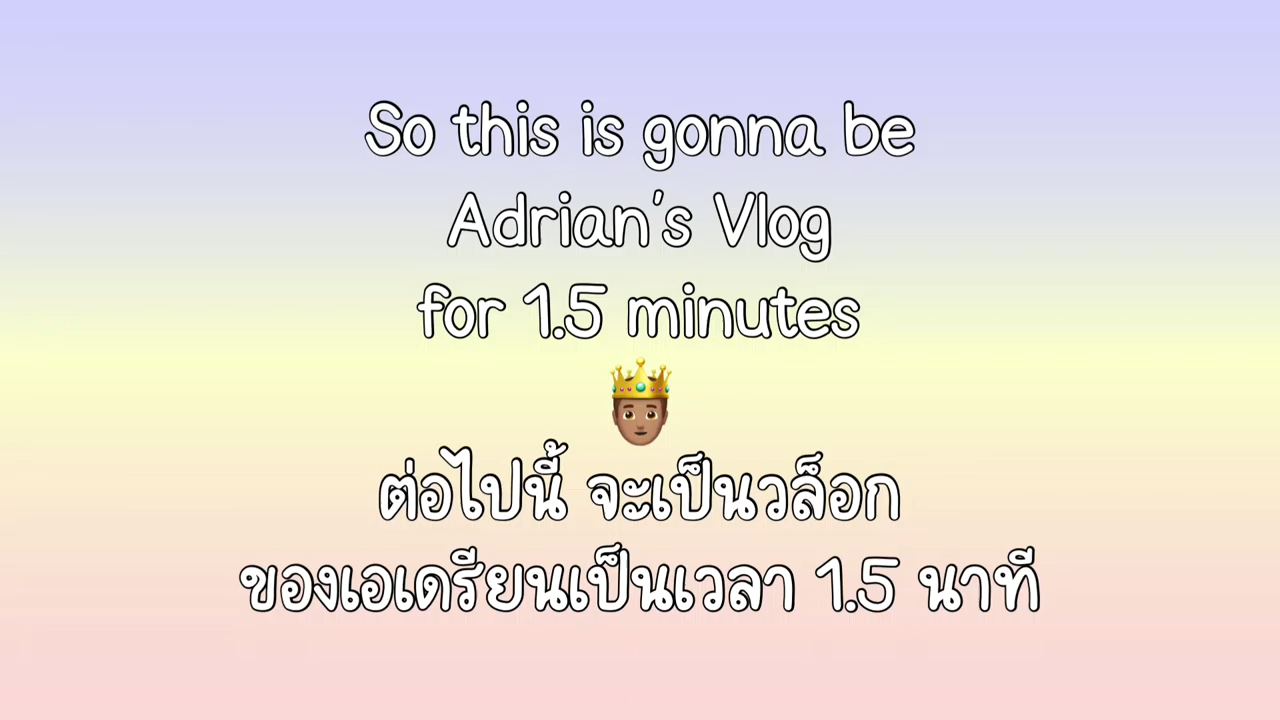 So this is gonna be
Adrian's Vlog
for 1.5 minutes
ต่อไปนี้ จะเป็นวล็อก
ของเอเดรียนเป็นเวลา 1.5 นาที